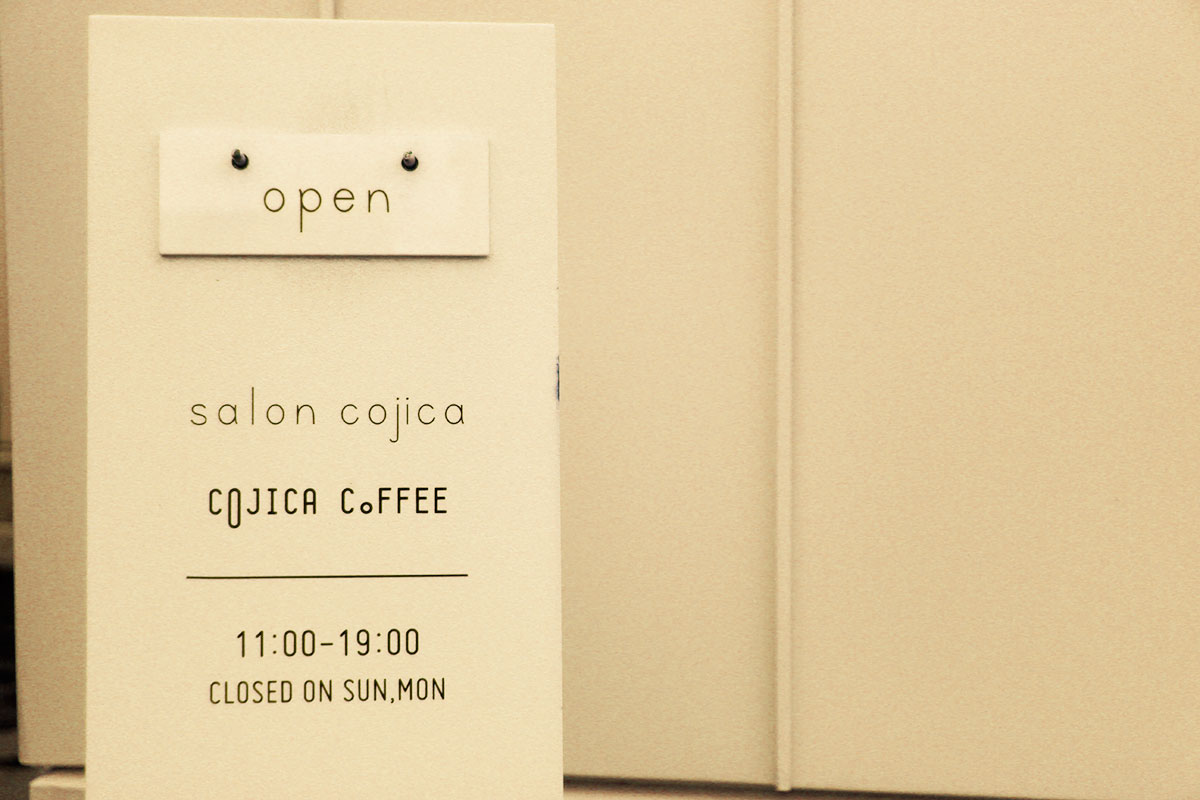 open
salon cojica
COJICA CoFFEE
11:00-19:00
CLOSED ON SUN,MON